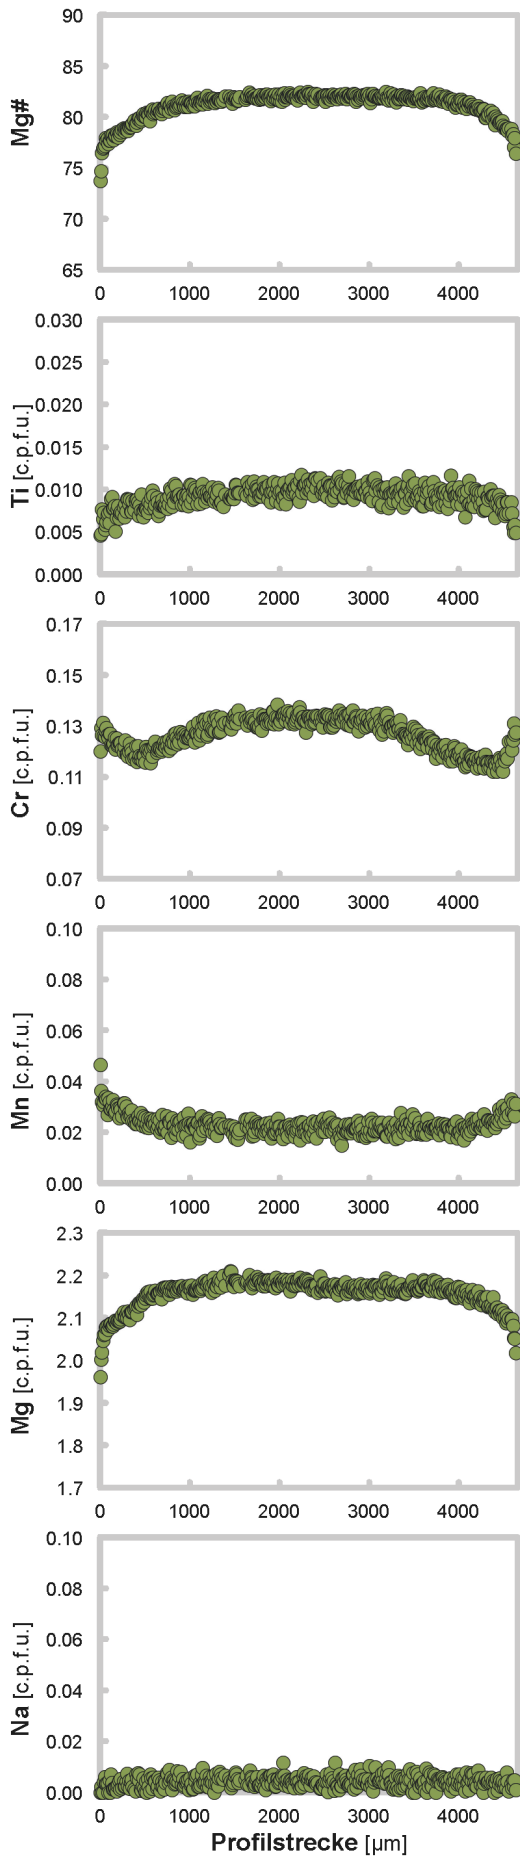 Mg#
90
85
80
75
70
65
0 1000 2000 3000 4000
Ti [c.p.f.u.]
0.030
0.025
0.020
0.015
0.010
0.005
0.000
0 1000 2000 3000 4000
Cr [c.p.f.u.]
0.17
0.15
0.13
0.11
0.09
0.07
0 1000 2000 3000 4000
Mn [c.p.f.u.]
0.10
0.08
0.06
0.04
0.02
0.00
0 1000 2000 3000 4000
Mg [c.p.f.u.]
2.3
2.2
2.1
2.0
1.9
1.8
1.7
0 1000 2000 3000 4000
Na [c.p.f.u.]
0.10
0.08
0.06
0.04
0.02
0.00
0 1000 2000 3000 4000
Profilstrecke [µm]